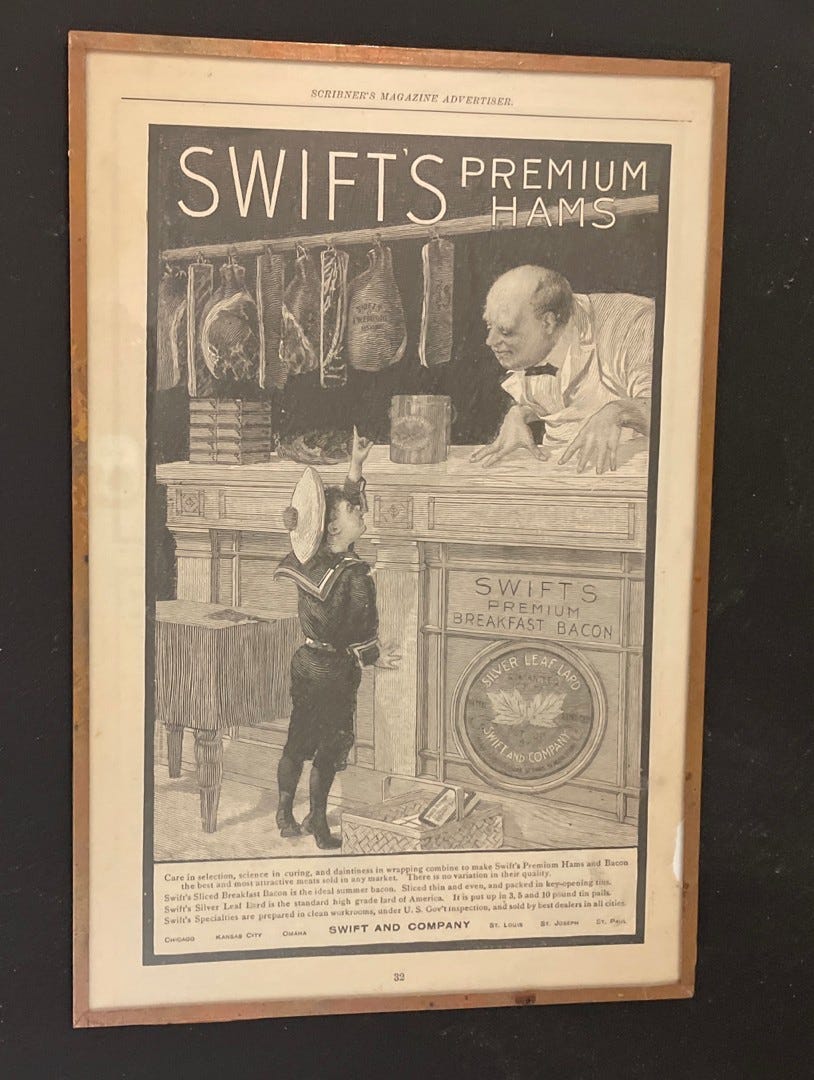 SCRIBNER'S MAGAZINE ADVERTISER.
SWIFT'S PREMIUM
HAMS
SWIFT'S
PREMIUM
SWIFT'S
PREMIUM
BREAKFAST BACON
SILVER LEAF LARD
SWIFT AND COMPANY
Care in selection, science in curing, and daintiness in wrapping combine to make Swift's Premium Hams and Bacon
the best and most attractive meats sold in any market. There is no variation in their quality.
Swift's Sliced Breakfast Bacon is the ideal summer bacon. Sliced thin and even, and packed in key-opening tins.
Swift's Silver Leaf Lard is the standard high grade lard of America. It is put up in 3, 5 and 10 pound tin pails.
Swift's Specialties are prepared in clean workrooms, under U. S. Gov't inspection, and sold by best dealers in all cities.
CHICAGO KANSAS CITY OMAHA SWIFT AND COMPANY ST. LOUIS ST. JOSEPH ST. PAUL
32